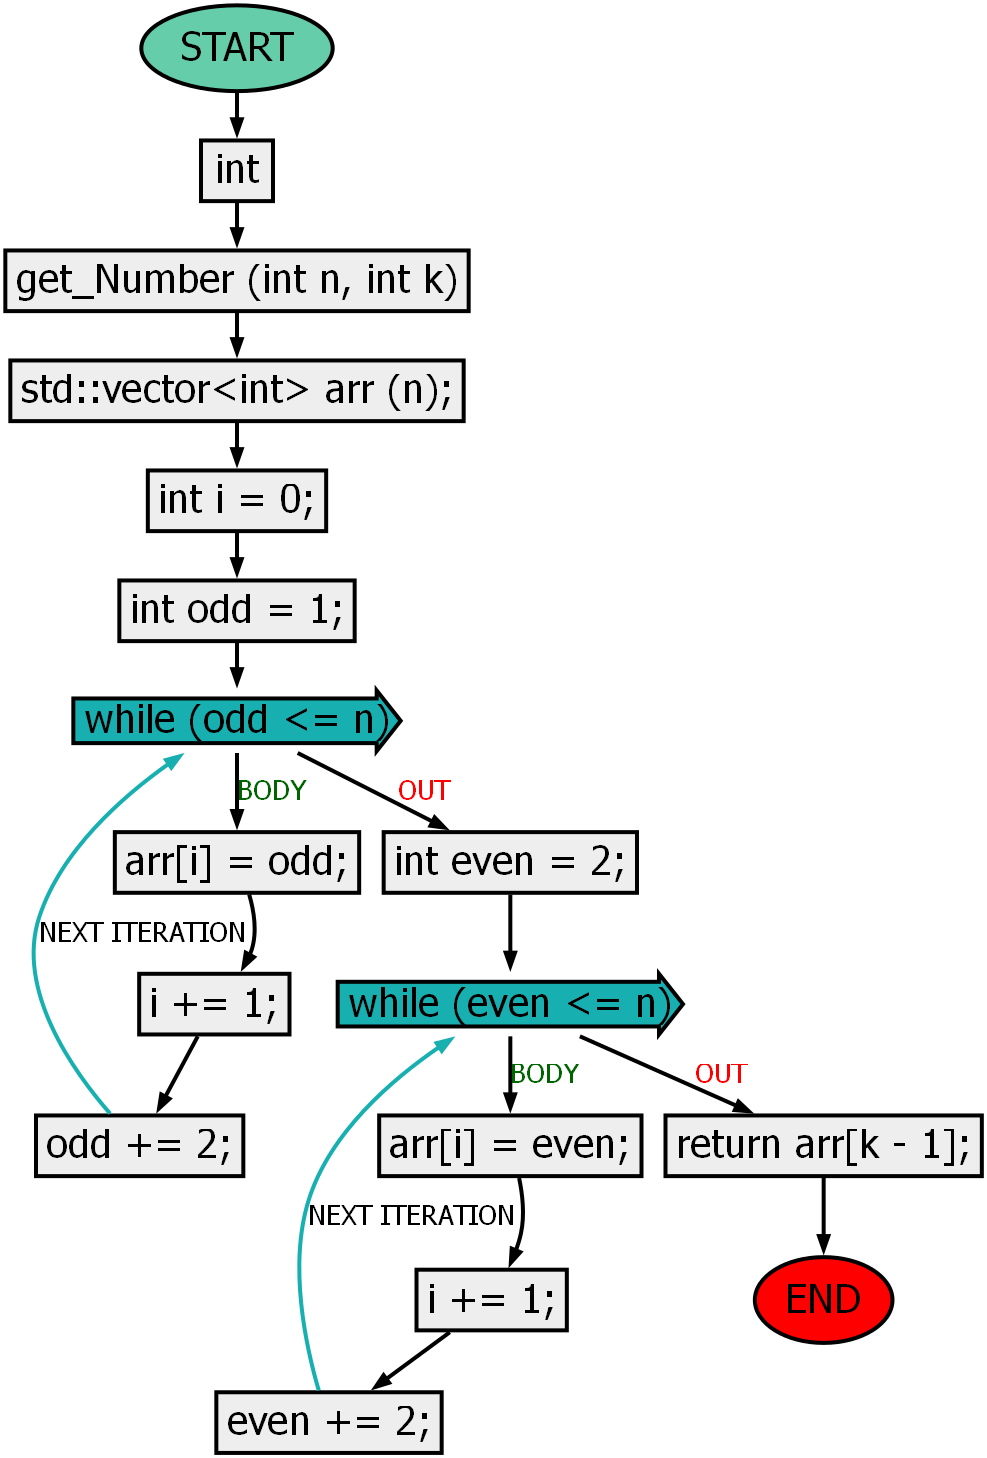 START
int
get_Number (int n, int k)
std::vector<int> arr (n);
int i = 0;
int odd = 1;
while (odd <= n)
BODY
OUT
arr[i] = odd;
int even = 2;
NEXT ITERATION
i += 1;
while (even <= n)
BODY
OUT
odd += 2;
arr[i] = even;
return arr[k - 1];
NEXT ITERATION
i += 1;
END
even += 2;